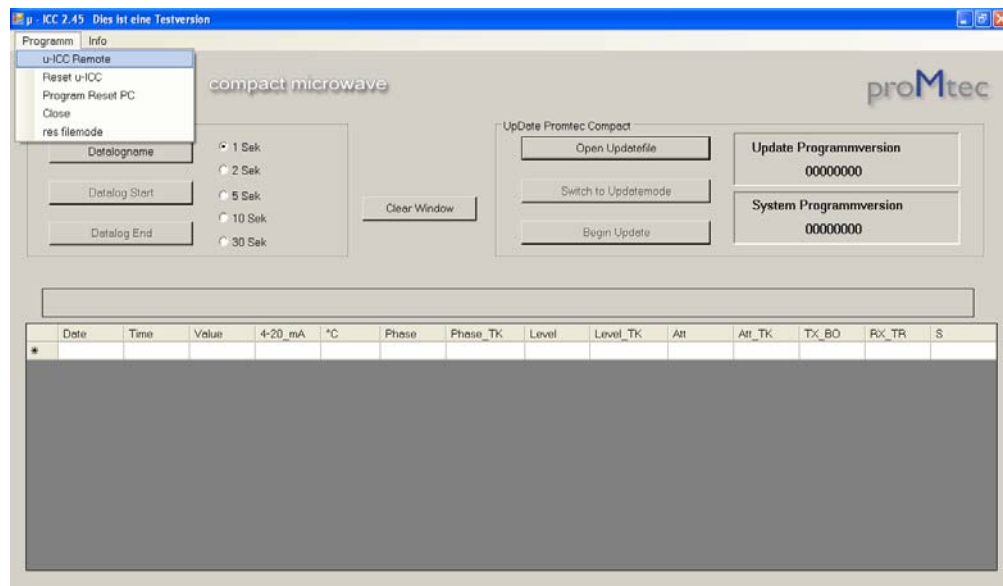 µ - ICC 2.45 Dies ist eine Testversion
Programm Info
u-ICC Remote
Reset u-ICC
Program Reset PC
Close
res filemode
compact microwave
proMtec
Datalogname
Datalog Start
Datalog End
1 Sek
2 Sek
5 Sek
10 Sek
30 Sek
Clear Window
UpDate Promtec Compact
Open Updatefile
Switch to Updatemode
Begin Update
Update Programmversion
00000000
System Programmversion
00000000
Date Time Value 4-20_mA °C Phase Phase_TK Level Level_TK Att Att_TK TX_BO RX_TR S